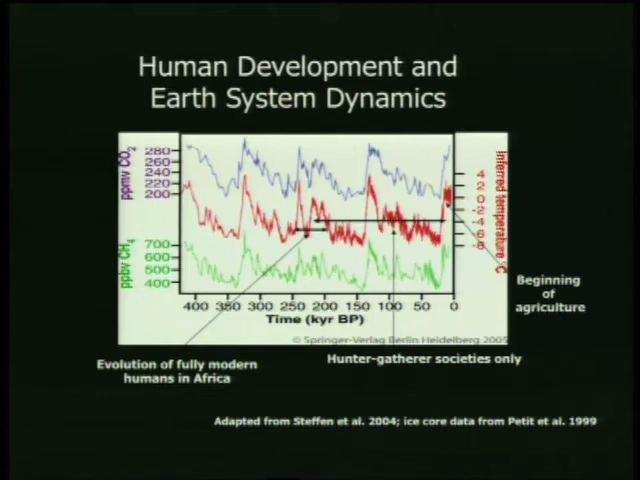 Human Development and
Earth System Dynamics
ppmv CO2
280
260
240
220
200
ppbv CH4
700
600
500
400
inferred temperature °C
4
2
0
-2
-4
-6
-8
400 350 300 250 200 150 100 50 0
Time (kyr BP)
© Springer-Verlag Berlin Heidelberg 2005
Beginning
of
agriculture
Evolution of fully modern
humans in Africa
Hunter-gatherer societies only
Adapted from Steffen et al. 2004; ice core data from Petit et al. 1999